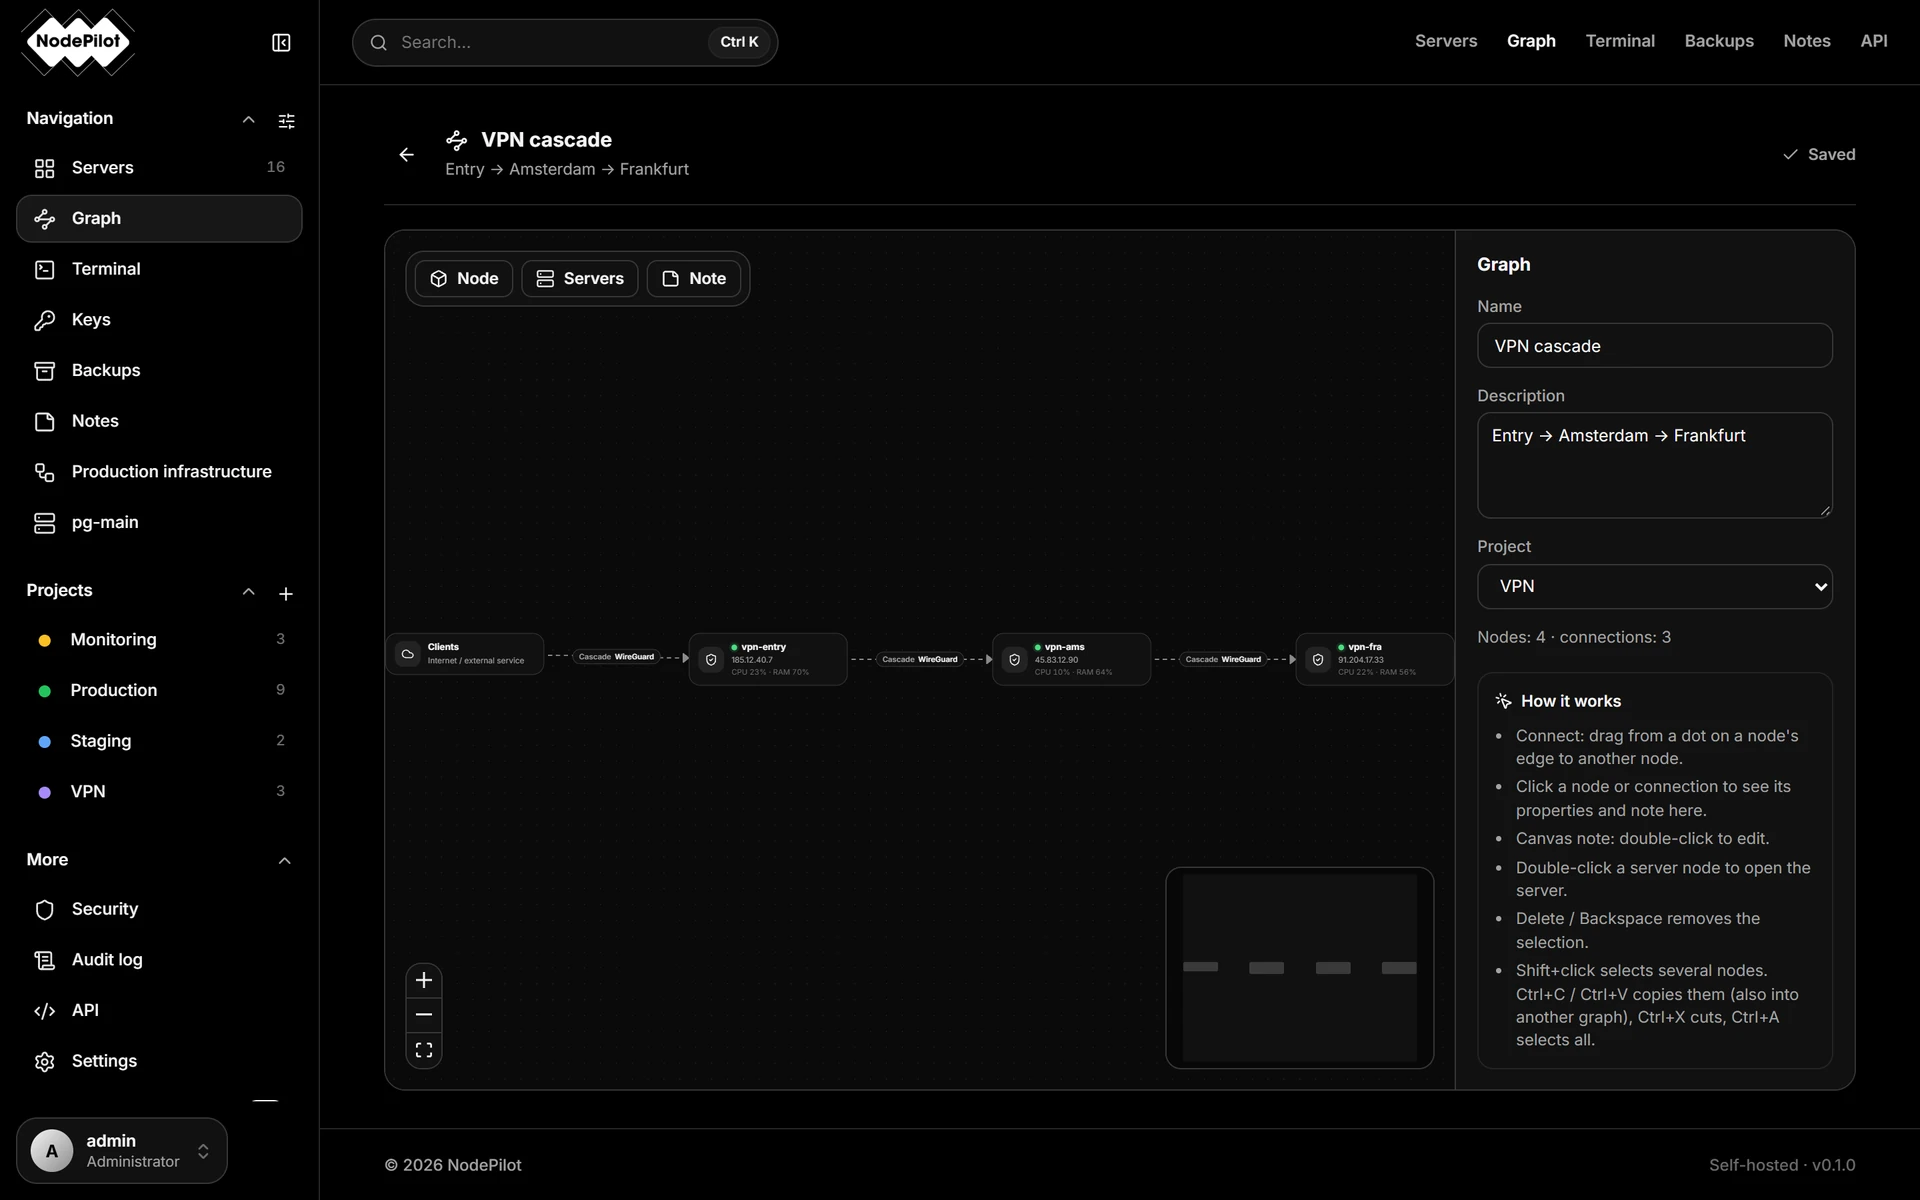 NodePilot
Search...
Ctrl K
Servers
Graph
Terminal
Backups
Notes
API
Navigation
Servers 16
Graph
Terminal
Keys
Backups
Notes
Production infrastructure
pg-main
Projects
Monitoring 3
Production 9
Staging 2
VPN 3
More
Security
Audit log
API
Settings
A
admin
Administrator
VPN cascade
Entry → Amsterdam → Frankfurt
Saved
Node
Servers
Note
Clients
Internet / external service
Cascade WireGuard
vpn-entry
185.12.40.7
CPU 23% · RAM 70%
Cascade WireGuard
vpn-ams
45.83.12.90
CPU 10% · RAM 64%
Cascade WireGuard
vpn-fra
91.204.17.33
CPU 22% · RAM 56%
Graph
Name
VPN cascade
Description
Entry → Amsterdam → Frankfurt
Project
VPN
Nodes: 4 · connections: 3
How it works
• Connect: drag from a dot on a node's
edge to another node.
• Click a node or connection to see its
properties and note here.
• Canvas note: double-click to edit.
• Double-click a server node to open the
server.
• Delete / Backspace removes the
selection.
• Shift+click selects several nodes.
Ctrl+C / Ctrl+V copies them (also into
another graph), Ctrl+X cuts, Ctrl+A
selects all.
© 2026 NodePilot
Self-hosted · v0.1.0